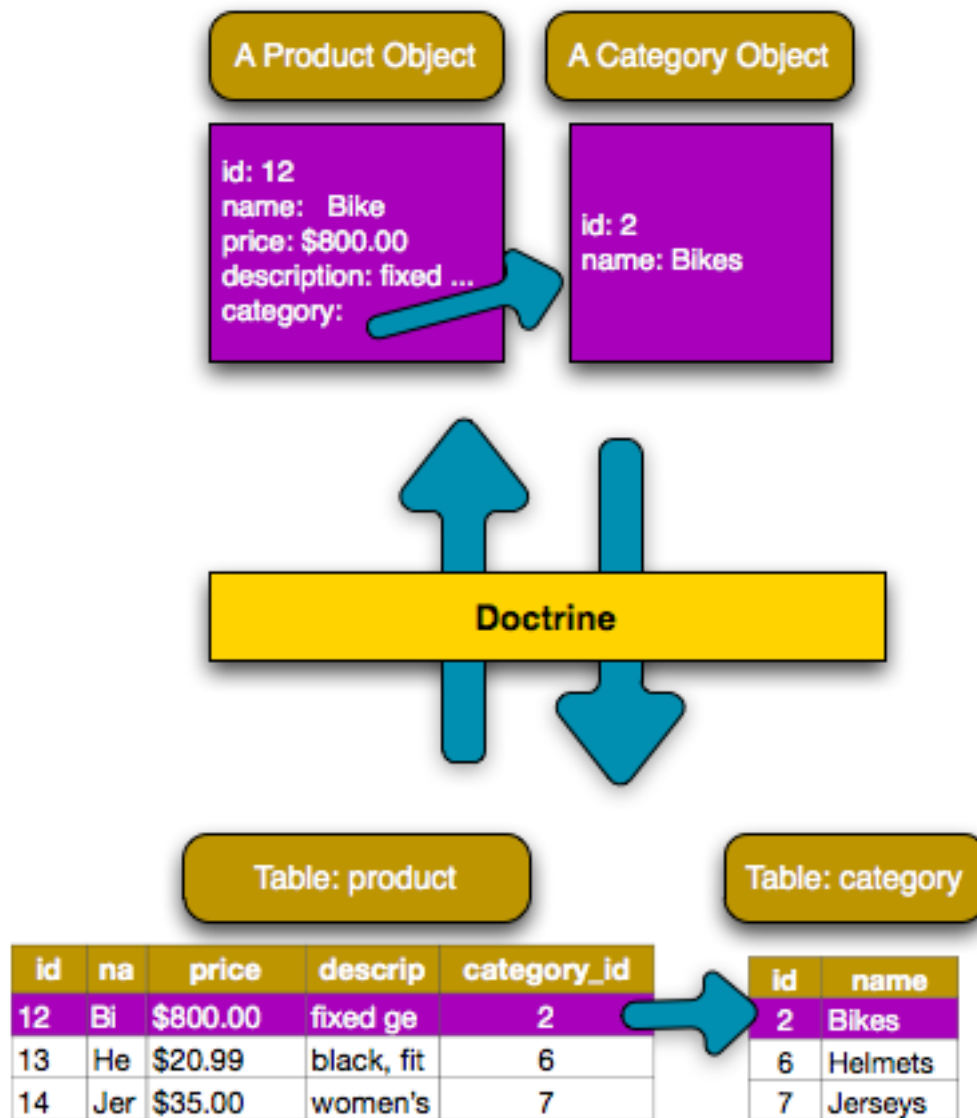 A Product Object
A Category Object
id: 12
name: Bike
price: $800.00
description: fixed ...
category:
id: 2
name: Bikes
Doctrine
Table: product
Table: category
id na price descrip category_id
12 Bi $800.00 fixed ge 2
13 He $20.99 black, fit 6
14 Jer $35.00 women's 7
id name
2 Bikes
6 Helmets
7 Jerseys